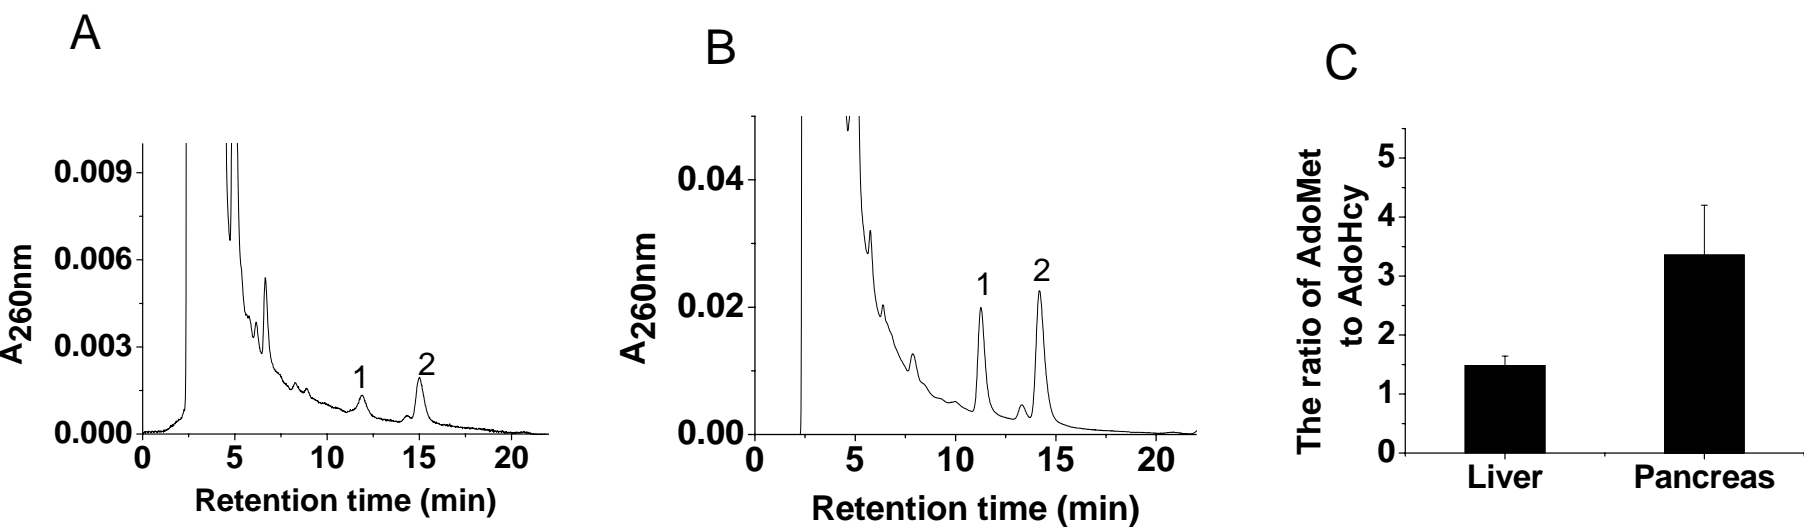 A
0.009
0.006
0.003
0.000
A260nm
1
2
0 5 10 15 20
Retention time (min)
B
0.04
0.02
0.00
A260nm
1
2
0 5 10 15 20
Retention time (min)
C
The ratio of AdoMet
to AdoHcy
5
4
3
2
1
0
Liver Pancreas